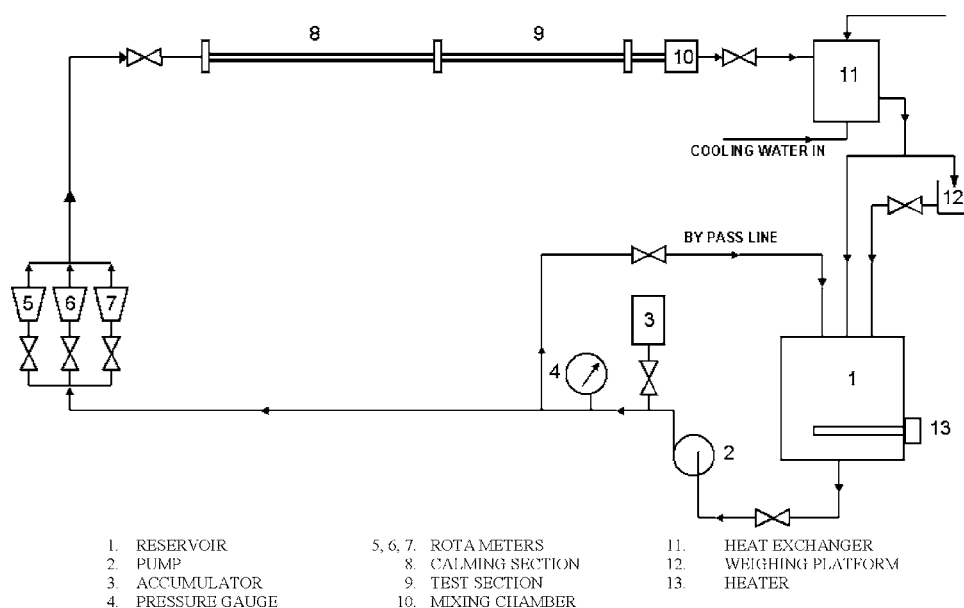 8
9
10
11
COOLING WATER IN
12
BY PASS LINE
5
6
7
3
4
1
13
2
1. RESERVOIR
2. PUMP
3. ACCUMULATOR
4. PRESSURE GAUGE
5, 6, 7. ROTA METERS
8. CALMING SECTION
9. TEST SECTION
10. MIXING CHAMBER
11. HEAT EXCHANGER
12. WEIGHING PLATFORM
13. HEATER